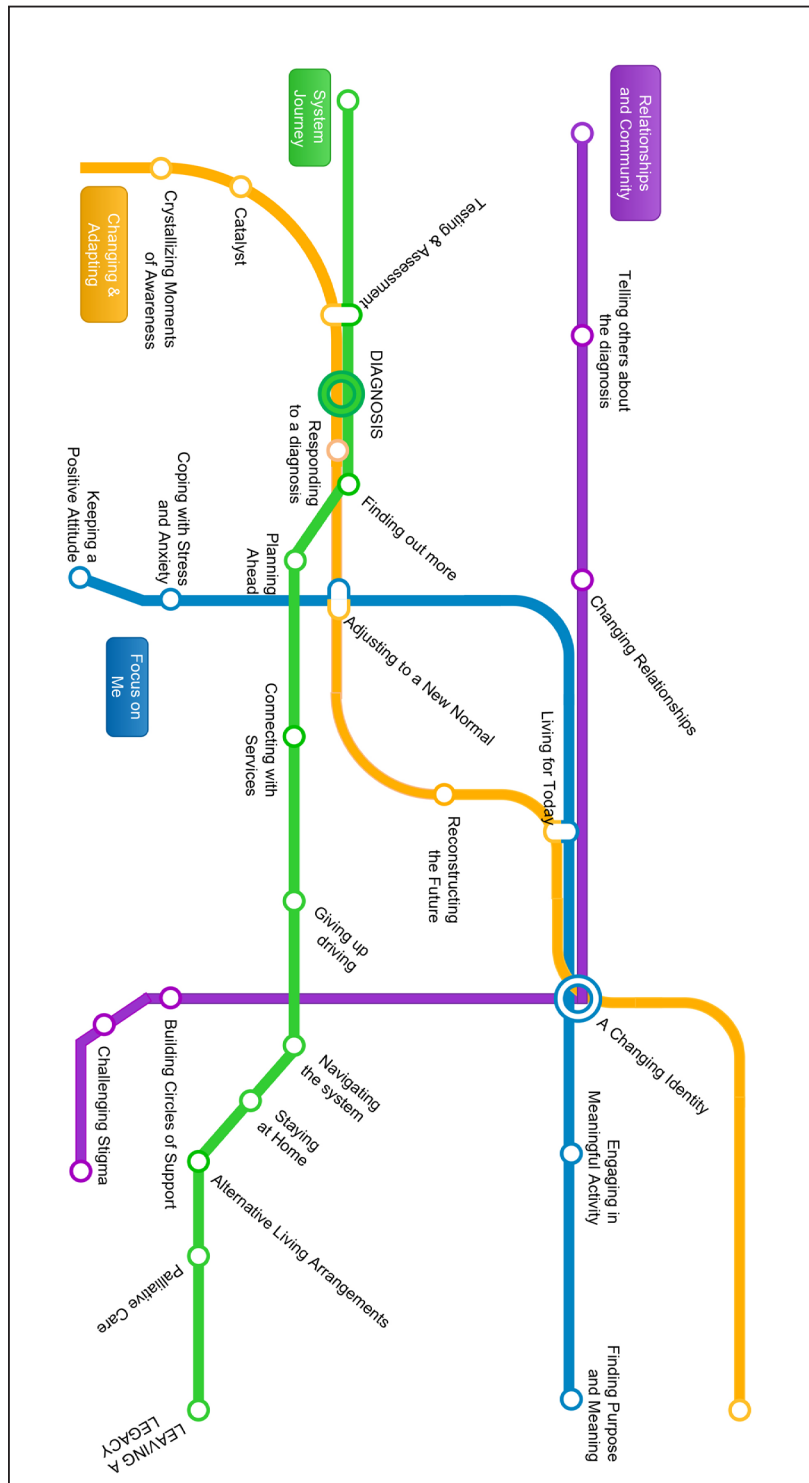 Relationships
and Community
Telling others about
the diagnosis
Changing Relationships
System
Journey
Testing & Assessment
DIAGNOSIS
Responding
to a diagnosis
Finding out more
Planning
Ahead
Connecting with
Services
Giving up
driving
Navigating
the system
Staying
at Home
Alternative Living Arrangements
Palliative Care
LEAVING A
LEGACY
Changing &
Adapting
Crystallizing Moments
of Awareness
Catalyst
Adjusting to a New Normal
Reconstructing
the Future
Living for Today
A Changing Identity
Engaging in
Meaningful Activity
Finding Purpose
and Meaning
Focus on
Me
Keeping a
Positive Attitude
Coping with Stress
and Anxiety
Building Circles of Support
Challenging Stigma